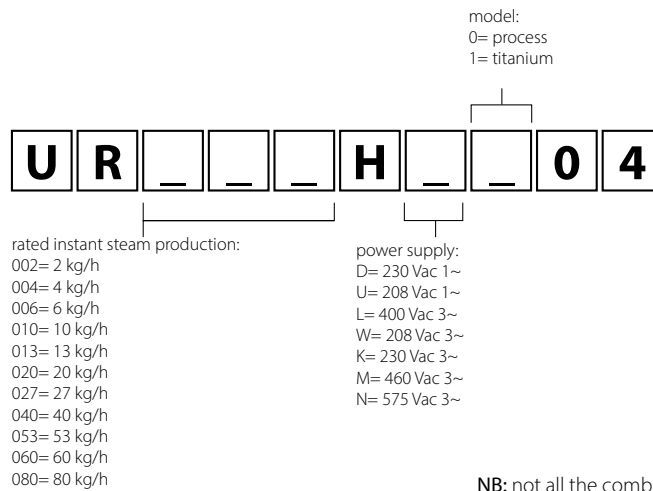 model:
0= process
1= titanium
U R _ _ _ H _ _ 0 4
rated instant steam production:
002= 2 kg/h
004= 4 kg/h
006= 6 kg/h
010= 10 kg/h
013= 13 kg/h
020= 20 kg/h
027= 27 kg/h
040= 40 kg/h
053= 53 kg/h
060= 60 kg/h
080= 80 kg/h
power supply:
D= 230 Vac 1~
U= 208 Vac 1~
L= 400 Vac 3~
W= 208 Vac 3~
K= 230 Vac 3~
M= 460 Vac 3~
N= 575 Vac 3~
NB: not all the comb